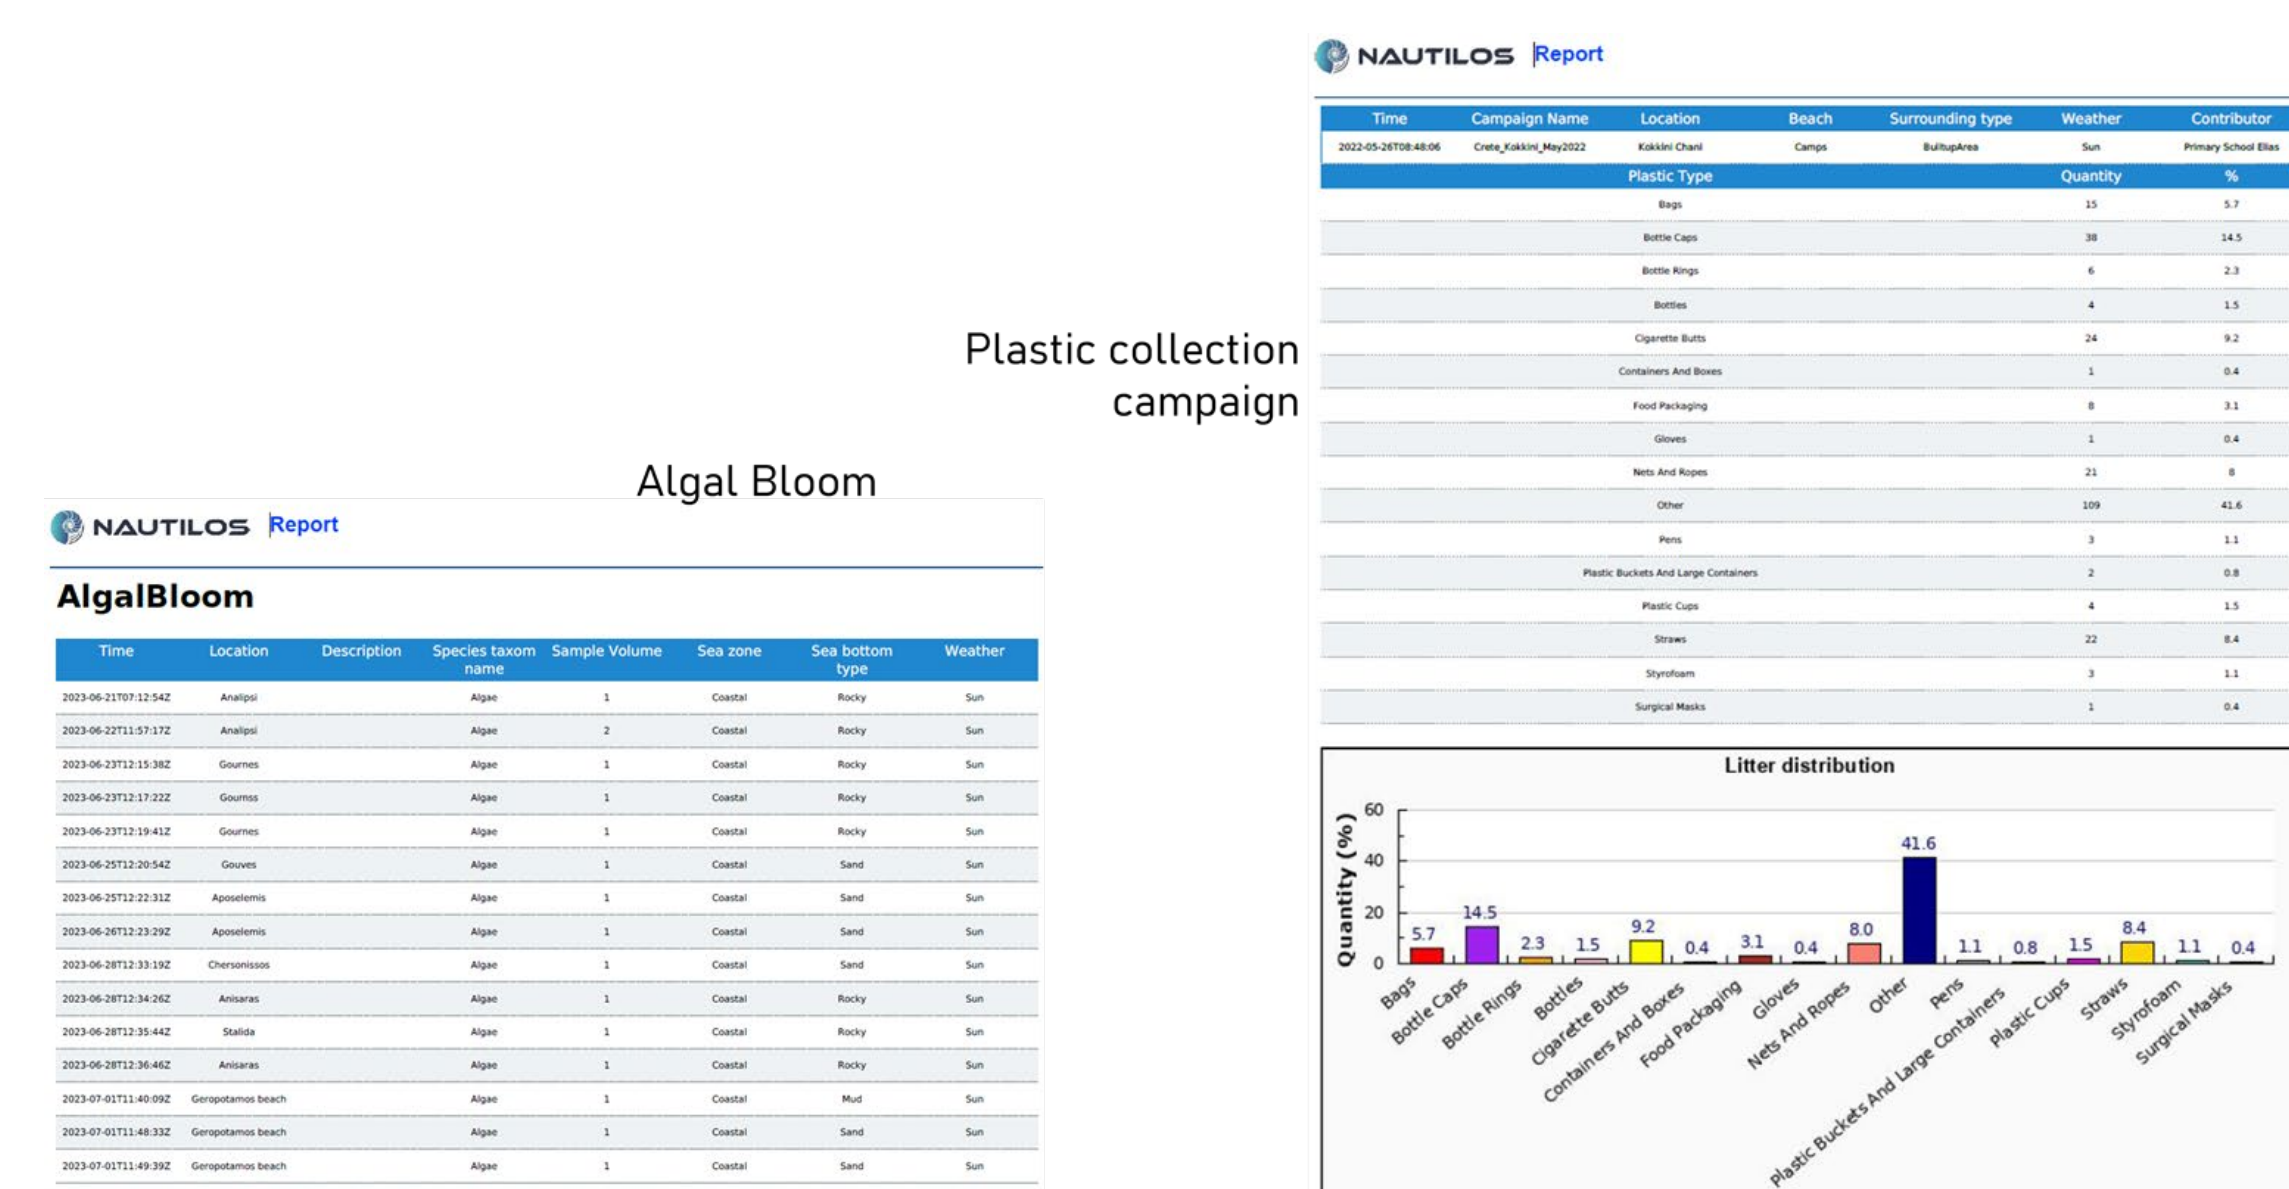 NAUTILOS Report
Time Campaign Name Location Beach Surrounding type Weather Contributor
2022-05-26T08:48:06 Crete_Kokkini_May2022 Kokkini Chani Camps BuiltupArea Sun Primary School Elias
Plastic Type Quantity %
Bags 15 5.7
Bottle Caps 38 14.5
Bottle Rings 6 2.3
Bottles 4 1.5
Cigarette Butts 24 9.2
Containers And Boxes 1 0.4
Food Packaging 8 3.1
Gloves 1 0.4
Nets And Ropes 21 8
Other 109 41.6
Pens 3 1.1
Plastic Buckets And Large Containers 2 0.8
Plastic Cups 4 1.5
Straws 22 8.4
Styrofoam 3 1.1
Surgical Masks 1 0.4
Plastic collection
campaign
Litter distribution
Quantity (%)
60
40
20
0
5.7 14.5 2.3 1.5 9.2 0.4 3.1 0.4 8.0 41.6 1.1 0.8 1.5 8.4 1.1 0.4
Bags
Bottle Caps
Bottle Rings
Bottles
Cigarette Butts
Containers And Boxes
Food Packaging
Gloves
Nets And Ropes
Other
Pens
Plastic Buckets And Large Containers
Plastic Cups
Straws
Styrofoam
Surgical Masks
Algal Bloom
NAUTILOS Report
AlgalBloom
Time Location Description Species taxom name Sample Volume Sea zone Sea bottom type Weather
2023-06-21T07:12:54Z Analipsi Algae 1 Coastal Rocky Sun
2023-06-22T11:57:17Z Analipsi Algae 2 Coastal Rocky Sun
2023-06-23T12:15:38Z Gournes Algae 1 Coastal Rocky Sun
2023-06-23T12:17:22Z Gournss Algae 1 Coastal Rocky Sun
2023-06-23T12:19:41Z Gournes Algae 1 Coastal Rocky Sun
2023-06-25T12:20:54Z Gouves Algae 1 Coastal Sand Sun
2023-06-25T12:22:31Z Aposelemis Algae 1 Coastal Sand Sun
2023-06-26T12:23:29Z Aposelemis Algae 1 Coastal Sand Sun
2023-06-28T12:33:19Z Chersonissos Algae 1 Coastal Sand Sun
2023-06-28T12:34:26Z Anisaras Algae 1 Coastal Rocky Sun
2023-06-28T12:35:44Z Stalida Algae 1 Coastal Rocky Sun
2023-06-28T12:36:46Z Anisaras Algae 1 Coastal Rocky Sun
2023-07-01T11:40:09Z Geropotamos beach Algae 1 Coastal Mud Sun
2023-07-01T11:48:33Z Geropotamos beach Algae 1 Coastal Sand Sun
2023-07-01T11:49:39Z Geropotamos beach Algae 1 Coastal Sand Sun